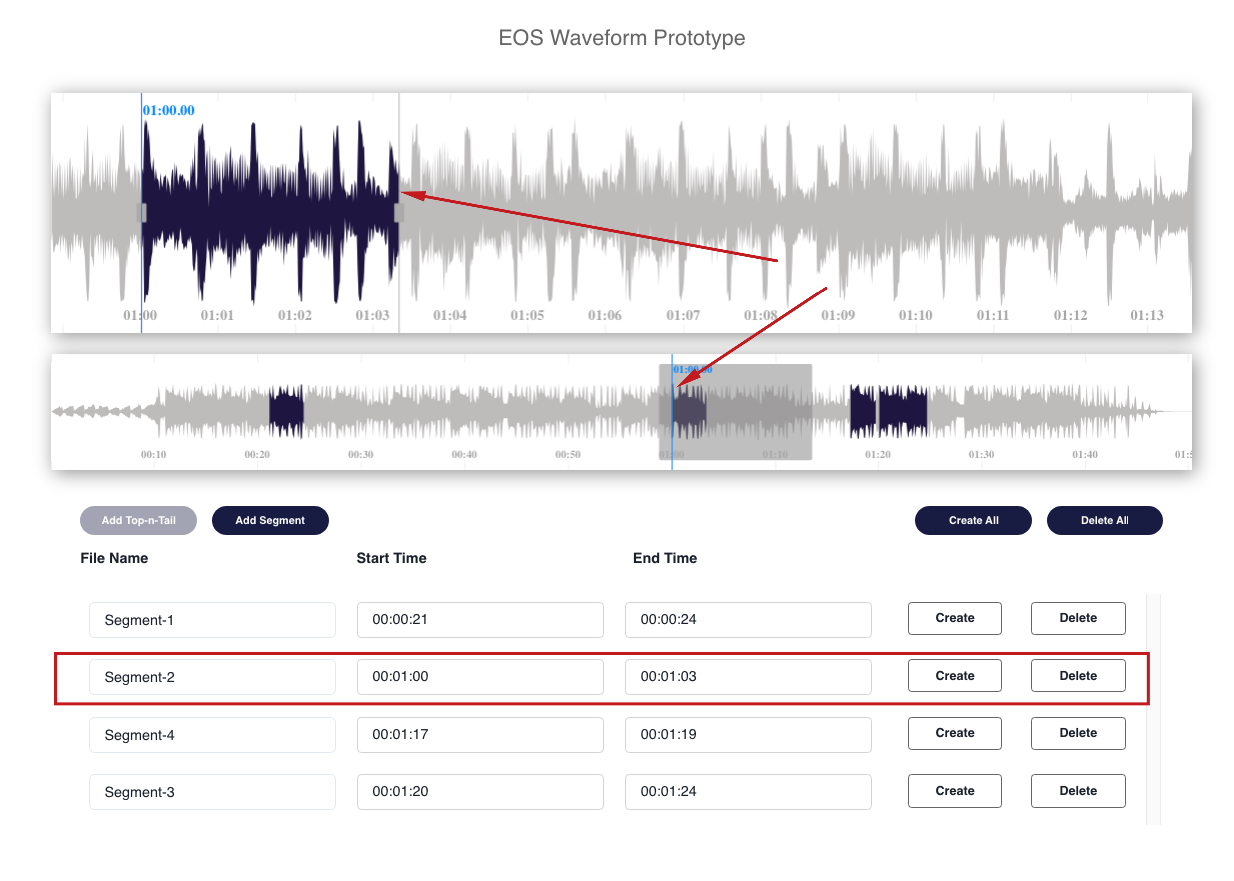 EOS Waveform Prototype
01:00.00
01:00 01:01 01:02 01:03 01:04 01:05 01:06 01:07 01:08 01:09 01:10 01:11 01:12 01:13
01:00.00
00:10 00:20 00:30 00:40 00:50 01:00 01:10 01:20 01:30 01:40
Add Top-n-Tail Add Segment Create All Delete All
File Name Start Time End Time
Segment-1 00:00:21 00:00:24 Create Delete
Segment-2 00:01:00 00:01:03 Create Delete
Segment-4 00:01:17 00:01:19 Create Delete
Segment-3 00:01:20 00:01:24 Create Delete